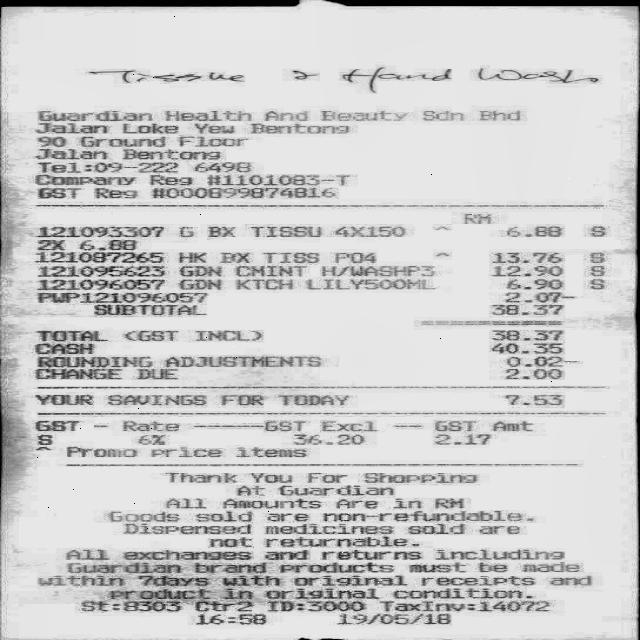 Tissue & Hand Wash
Guardian Health And Beauty Sdn Bhd
Jalan Loke Yew Bentong
90 Ground Floor
Jalan Bentong
Tel:09-222 6498
Company Reg #1101083-T
GST Reg #000899874816
RM
121093307 G BX TISSU 4X150 ^ 6.88 S
2X 6.88
121087265 HK BX TISS PO4 ^ 13.76 S
121095623 GDN CMINT H/WASHP3 12.90 S
121096057 GDN KTCH LILY500ML 6.90 S
PWP121096057 2.07-
SUBTOTAL 38.37
TOTAL (GST INCL) 38.37
CASH 40.35
ROUNDING ADJUSTMENTS 0.02-
CHANGE DUE 2.00
YOUR SAVINGS FOR TODAY 7.53
GST - Rate ------GST Excl -- GST Amt
S 6% 36.20 2.17
^ Promo price items
Thank You For Shopping
At Guardian
All Amounts Are in RM
Goods sold are non-refundable.
Dispensed medicines sold are
not returnable.
All exchanges and returns including
Guardian brand products must be made
within 7days with original receipts and
product in original condition.
St:8303 Ctr2 ID:3000 TaxInv:14072
16:58 19/05/18